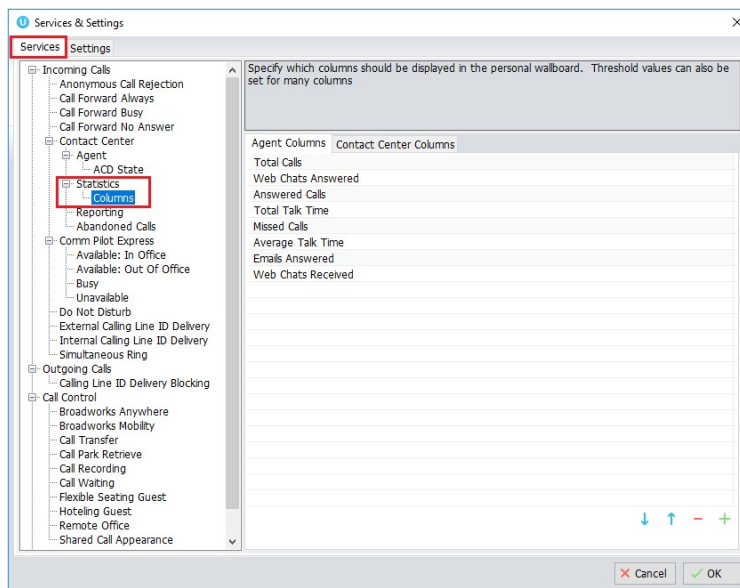 Services & Settings
Services Settings
Incoming Calls
Anonymous Call Rejection
Call Forward Always
Call Forward Busy
Call Forward No Answer
Contact Center
Agent
ACD State
Statistics
Columns
Reporting
Abandoned Calls
Comm Pilot Express
Available: In Office
Available: Out Of Office
Busy
Unavailable
Do Not Disturb
External Calling Line ID Delivery
Internal Calling Line ID Delivery
Simultaneous Ring
Outgoing Calls
Calling Line ID Delivery Blocking
Call Control
Broadworks Anywhere
Broadworks Mobility
Call Transfer
Call Park Retrieve
Call Recording
Call Waiting
Flexible Seating Guest
Hoteling Guest
Remote Office
Shared Call Appearance
Specify which columns should be displayed in the personal wallboard. Threshold values can also be
set for many columns
Agent Columns Contact Center Columns
Total Calls
Web Chats Answered
Answered Calls
Total Talk Time
Missed Calls
Average Talk Time
Emails Answered
Web Chats Received
Cancel OK